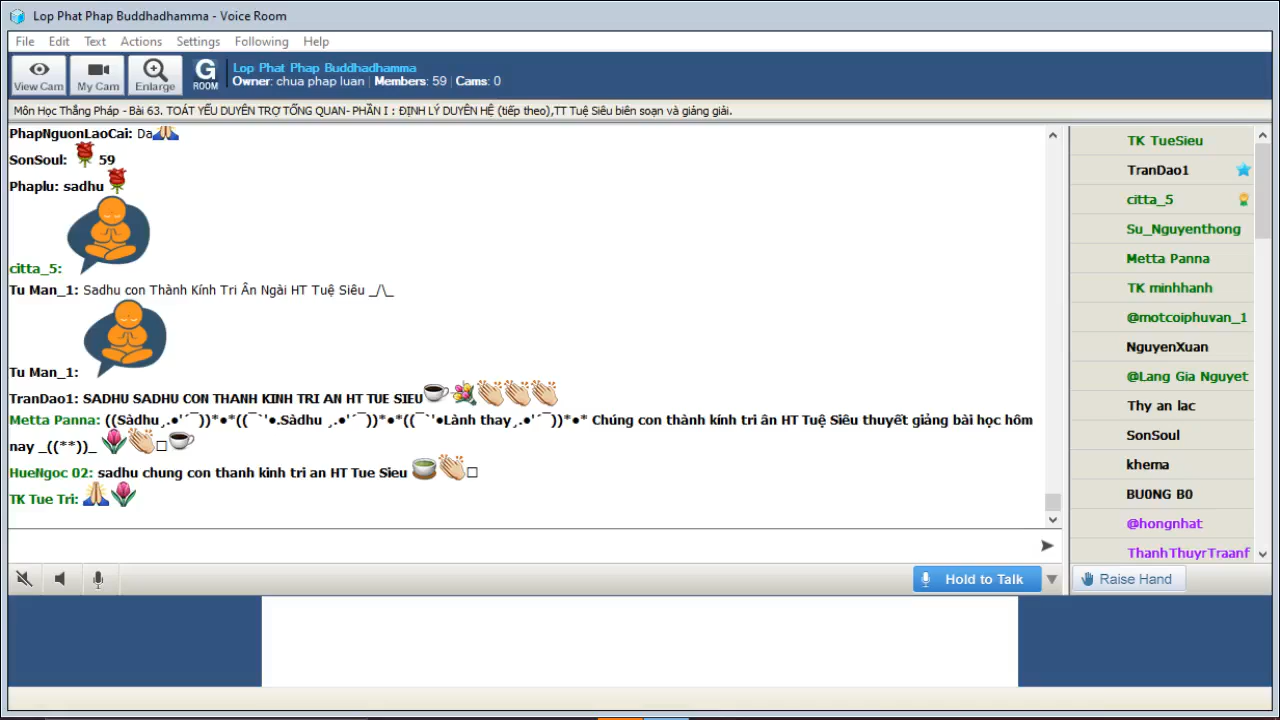 Lop Phat Phap Buddhadhamma - Voice Room
File Edit Text Actions Settings Following Help
View Cam My Cam Enlarge G ROOM
Lop Phat Phap Buddhadhamma
Owner: chua phap luan | Members: 59 | Cams: 0
Môn Học Thắng Pháp - Bài 63. TOÁT YẾU DUYÊN TRỢ TỔNG QUAN- PHẦN I : ĐỊNH LÝ DUYÊN HỆ (tiếp theo),TT Tuệ Siêu biên soạn và giảng giải.
PhapNguonLaoCai: Da
SonSoul: 59
Phaplu: sadhu
citta_5:
Tu Man_1: Sadhu con Thành Kính Tri Ân Ngài HT Tuệ Siêu _/\_
Tu Man_1:
TranDao1: SADHU SADHU CON THANH KINH TRI AN HT TUE SIEU
Metta Panna: ((Sàdhu¸.●'´¯))*●*((¯`'●.Sàdhu ¸.●'´¯))*●*((¯`'●Lành thay¸.●'´¯))*●* Chúng con thành kính tri ân HT Tuệ Siêu thuyết giảng bài học hôm
nay _((**))_
HueNgoc 02: sadhu chung con thanh kinh tri an HT Tue Sieu
TK Tue Tri:
TK TueSieu
TranDao1
citta_5
Su_Nguyenthong
Metta Panna
TK minhhanh
@motcoiphuvan_1
NguyenXuan
@Lang Gia Nguyet
Thy an lac
SonSoul
khema
BU0NG B0
@hongnhat
ThanhThuyrTraanf
Hold to Talk
Raise Hand